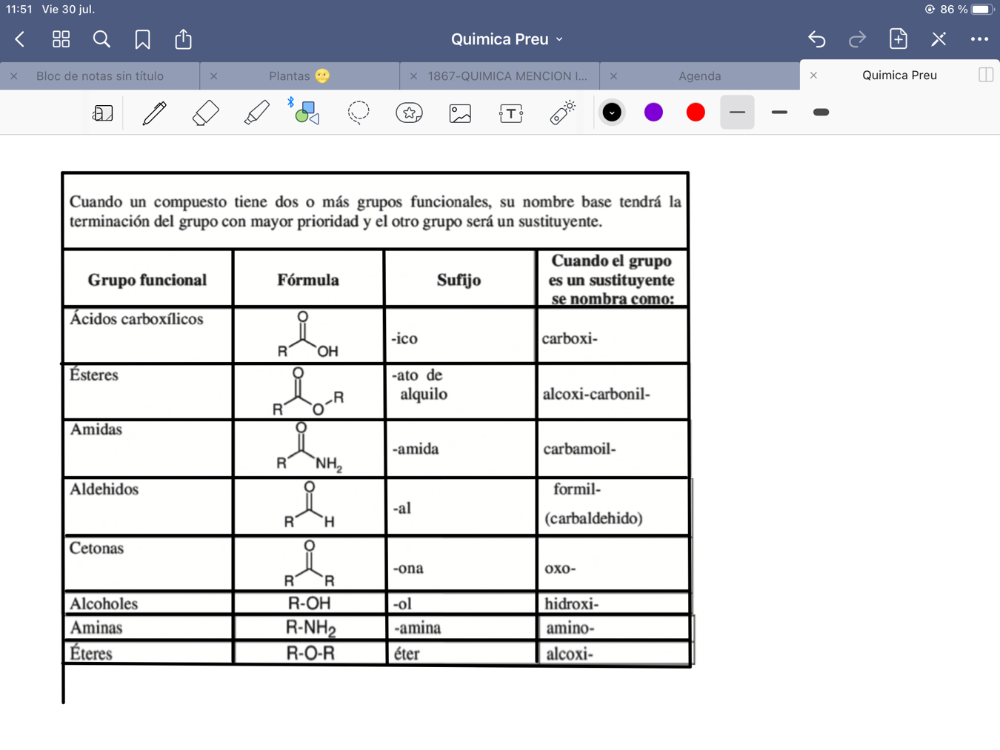 11:51 Vie 30 jul.
86 %
Quimica Preu
Bloc de notas sin título
Plantas
1867-QUIMICA MENCION I...
Agenda
Quimica Preu
Cuando un compuesto tiene dos o más grupos funcionales, su nombre base tendrá la
terminación del grupo con mayor prioridad y el otro grupo será un sustituyente.
Grupo funcional
Fórmula
Sufijo
Cuando el grupo
es un sustituyente
se nombra como:
Ácidos carboxílicos
O
R
OH
-ico
carboxi-
Ésteres
O
R
O
R
-ato de
alquilo
alcoxi-carbonil-
Amidas
O
R
NH2
-amida
carbamoil-
Aldehidos
O
R
H
-al
formil-
(carbaldehido)
Cetonas
O
R
R
-ona
oxo-
Alcoholes
R-OH
-ol
hidroxi-
Aminas
R-NH2
-amina
amino-
Éteres
R-O-R
éter
alcoxi-